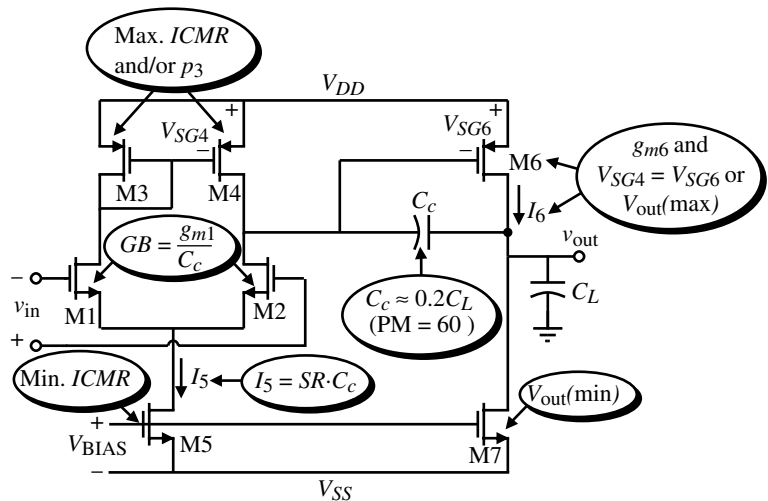 Max. ICMR
and/or p3
VDD
+
VSG4
−
+
VSG6
−
M3
M4
M6
gm6 and
VSG4 = VSG6 or
Vout(max)
Cc
I6
GB = gm1/Cc
vout
−
vin
+
M1
M2
Cc ≈ 0.2CL
(PM = 60 )
CL
Min. ICMR
I5
I5 = SR·Cc
Vout(min)
+
VBIAS
−
M5
M7
VSS